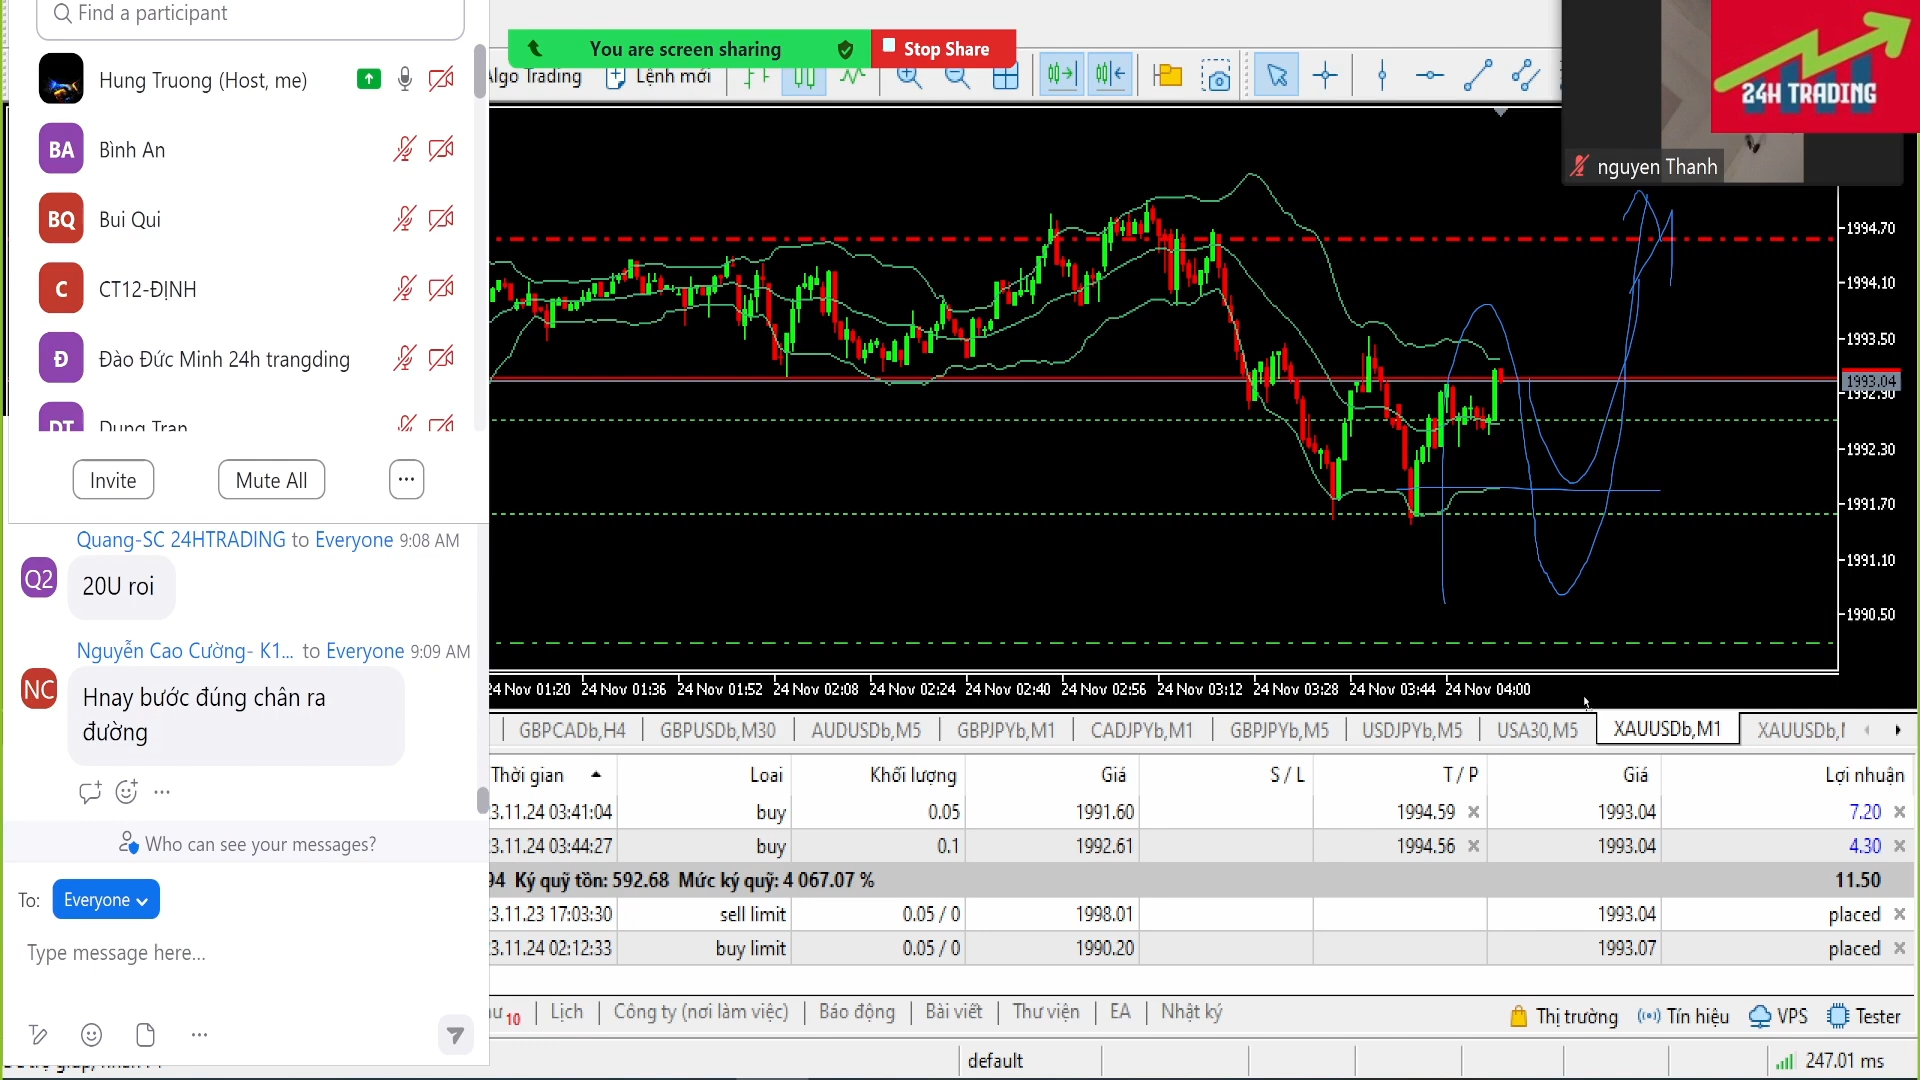 Find a participant
Hung Truong (Host, me)
BA Bình An
BQ Bui Qui
C CT12-ĐỊNH
Đ Đào Đức Minh 24h trangding
DT Dung Tran
Invite
Mute All
Quang-SC 24HTRADING to Everyone 9:08 AM
Q2
20U roi
Nguyễn Cao Cường- K1... to Everyone 9:09 AM
NC
Hnay bước đúng chân ra
đường
Who can see your messages?
To: Everyone
Type message here...
You are screen sharing
Stop Share
Algo Trading
Lệnh mới
24H TRADING
nguyen Thanh
1994.70
1994.10
1993.50
1993.04
1992.90
1992.30
1991.70
1991.10
1990.50
24 Nov 01:20 24 Nov 01:36 24 Nov 01:52 24 Nov 02:08 24 Nov 02:24 24 Nov 02:40 24 Nov 02:56 24 Nov 03:12 24 Nov 03:28 24 Nov 03:44 24 Nov 04:00
GBPCADb,H4 GBPUSDb,M30 AUDUSDb,M5 GBPJPYb,M1 CADJPYb,M1 GBPJPYb,M5 USDJPYb,M5 USA30,M5 XAUUSDb,M1 XAUUSDb,
Thời gian Loai Khối lượng Giá S / L T / P Giá Lợi nhuận
3.11.24 03:41:04 buy 0.05 1991.60 1994.59 1993.04 7.20
3.11.24 03:44:27 buy 0.1 1992.61 1994.56 1993.04 4.30
94 Ký quỹ tồn: 592.68 Mức ký quỹ: 4 067.07 % 11.50
3.11.23 17:03:30 sell limit 0.05 / 0 1998.01 1993.04 placed
3.11.24 02:12:33 buy limit 0.05 / 0 1990.20 1993.07 placed
10 Lịch Công ty (nơi làm việc) Báo động Bài viết Thư viện EA Nhật ký
Thị trường Tín hiệu VPS Tester
default
247.01 ms